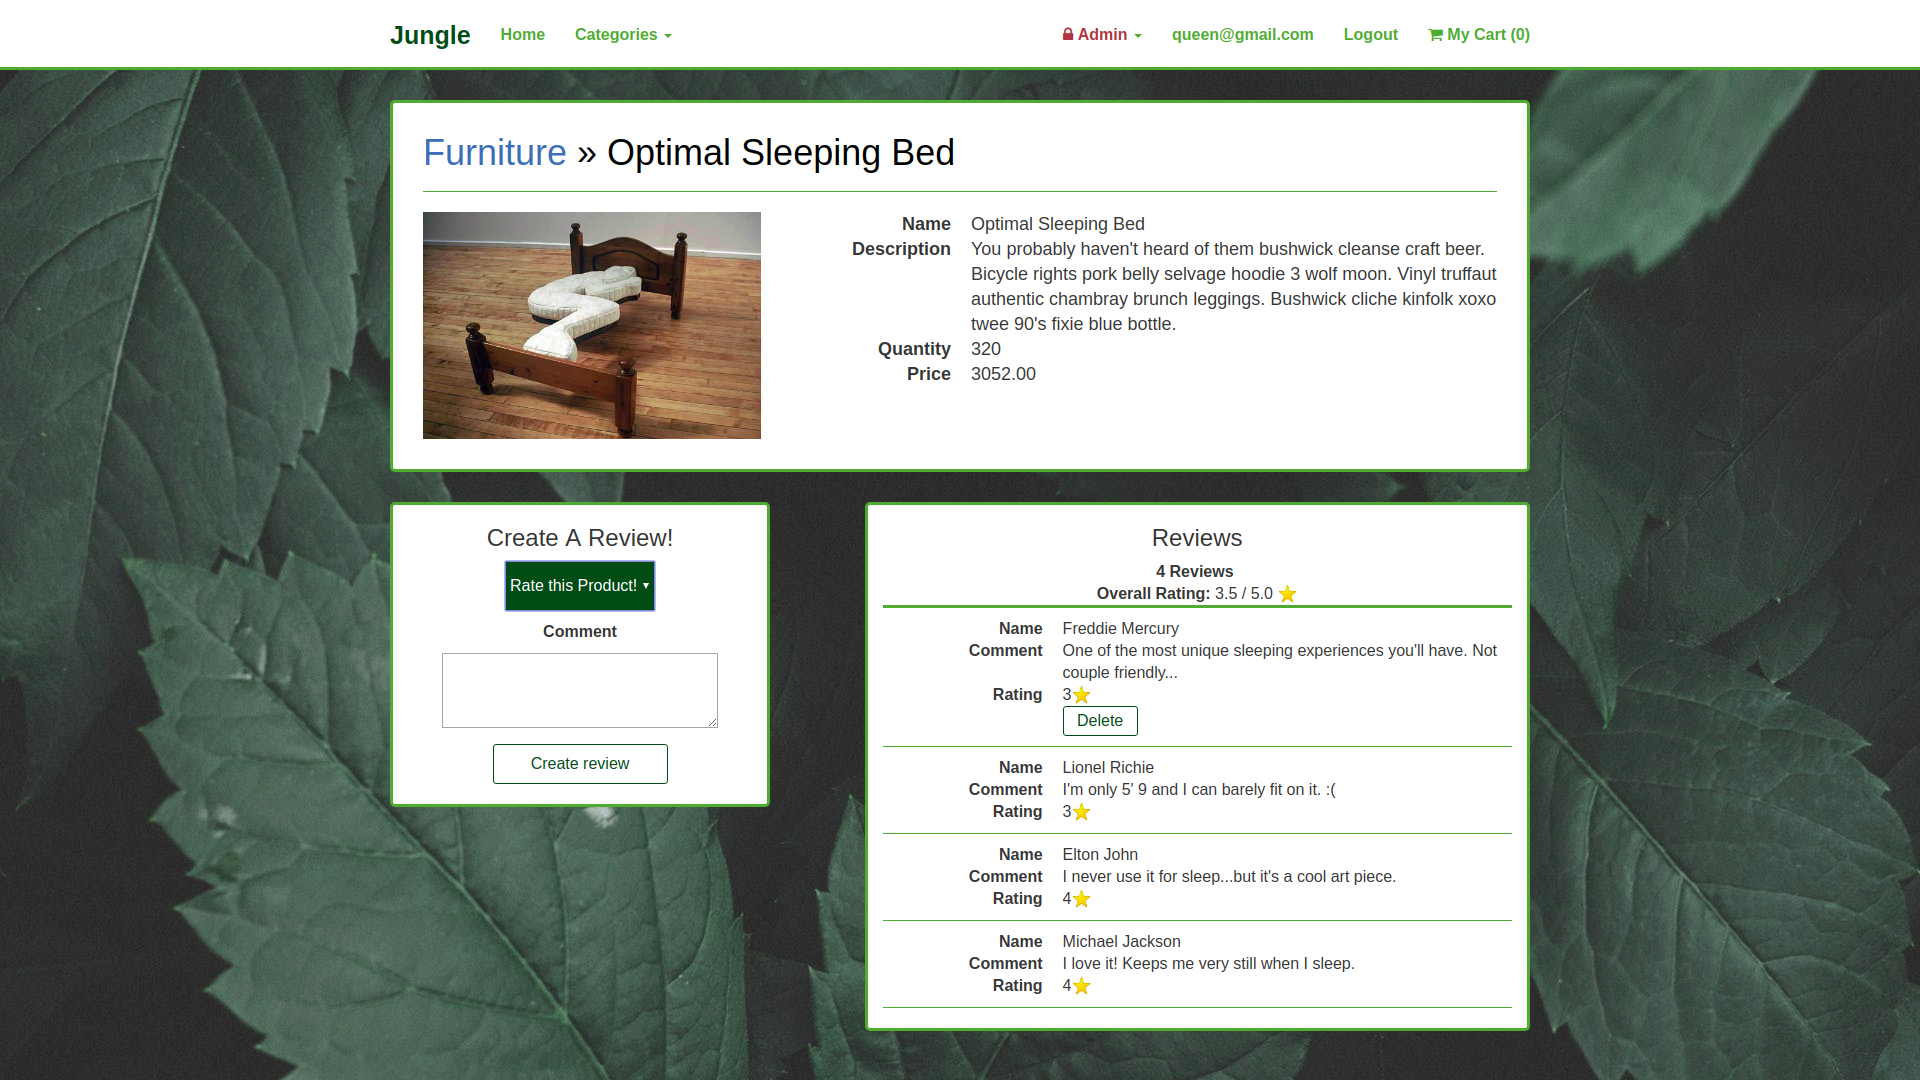 Jungle Home Categories Admin queen@gmail.com Logout My Cart (0)
Furniture » Optimal Sleeping Bed
Name Optimal Sleeping Bed
Description You probably haven't heard of them bushwick cleanse craft beer.
Bicycle rights pork belly selvage hoodie 3 wolf moon. Vinyl truffaut
authentic chambray brunch leggings. Bushwick cliche kinfolk xoxo
twee 90's fixie blue bottle.
Quantity 320
Price 3052.00
Create A Review!
Rate this Product!
Comment
Create review
Reviews
4 Reviews
Overall Rating: 3.5 / 5.0
Name Freddie Mercury
Comment One of the most unique sleeping experiences you'll have. Not
couple friendly...
Rating 3
Delete
Name Lionel Richie
Comment I'm only 5' 9 and I can barely fit on it. :(
Rating 3
Name Elton John
Comment I never use it for sleep...but it's a cool art piece.
Rating 4
Name Michael Jackson
Comment I love it! Keeps me very still when I sleep.
Rating 4